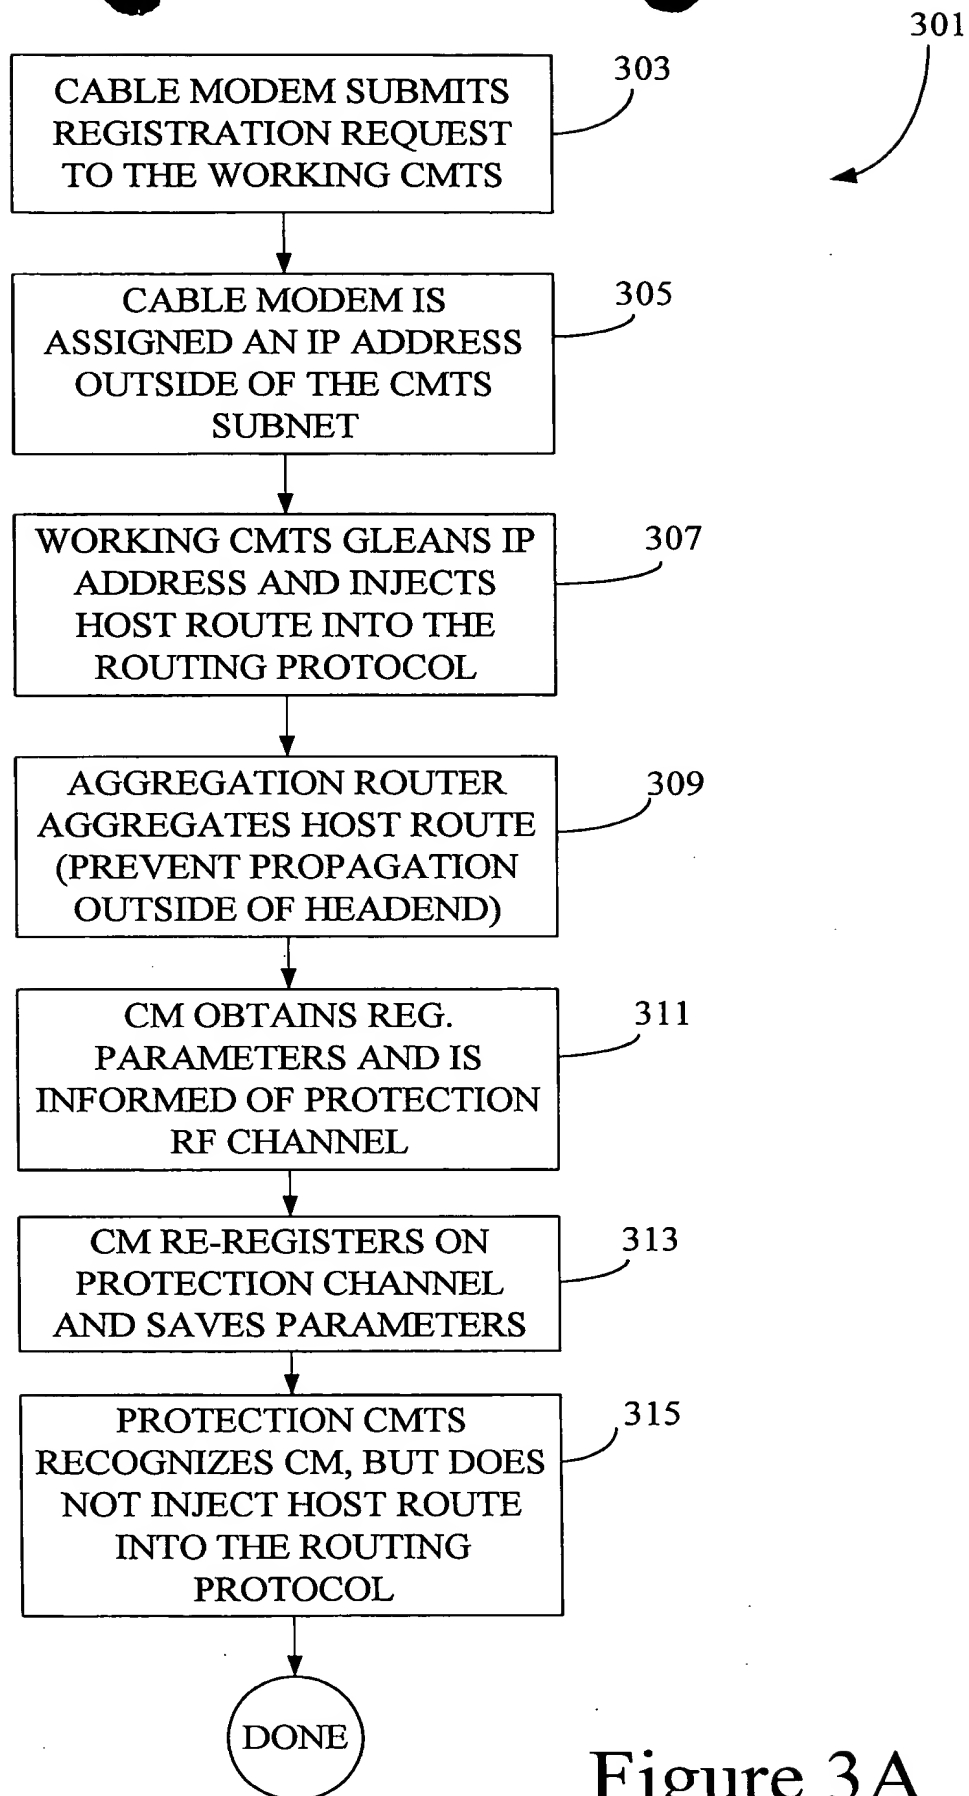 301
303
CABLE MODEM SUBMITS
REGISTRATION REQUEST
TO THE WORKING CMTS
305
CABLE MODEM IS
ASSIGNED AN IP ADDRESS
OUTSIDE OF THE CMTS
SUBNET
307
WORKING CMTS GLEANS IP
ADDRESS AND INJECTS
HOST ROUTE INTO THE
ROUTING PROTOCOL
309
AGGREGATION ROUTER
AGGREGATES HOST ROUTE
(PREVENT PROPAGATION
OUTSIDE OF HEADEND)
311
CM OBTAINS REG.
PARAMETERS AND IS
INFORMED OF PROTECTION
RF CHANNEL
313
CM RE-REGISTERS ON
PROTECTION CHANNEL
AND SAVES PARAMETERS
315
PROTECTION CMTS
RECOGNIZES CM, BUT DOES
NOT INJECT HOST ROUTE
INTO THE ROUTING
PROTOCOL
DONE
Figure 3A